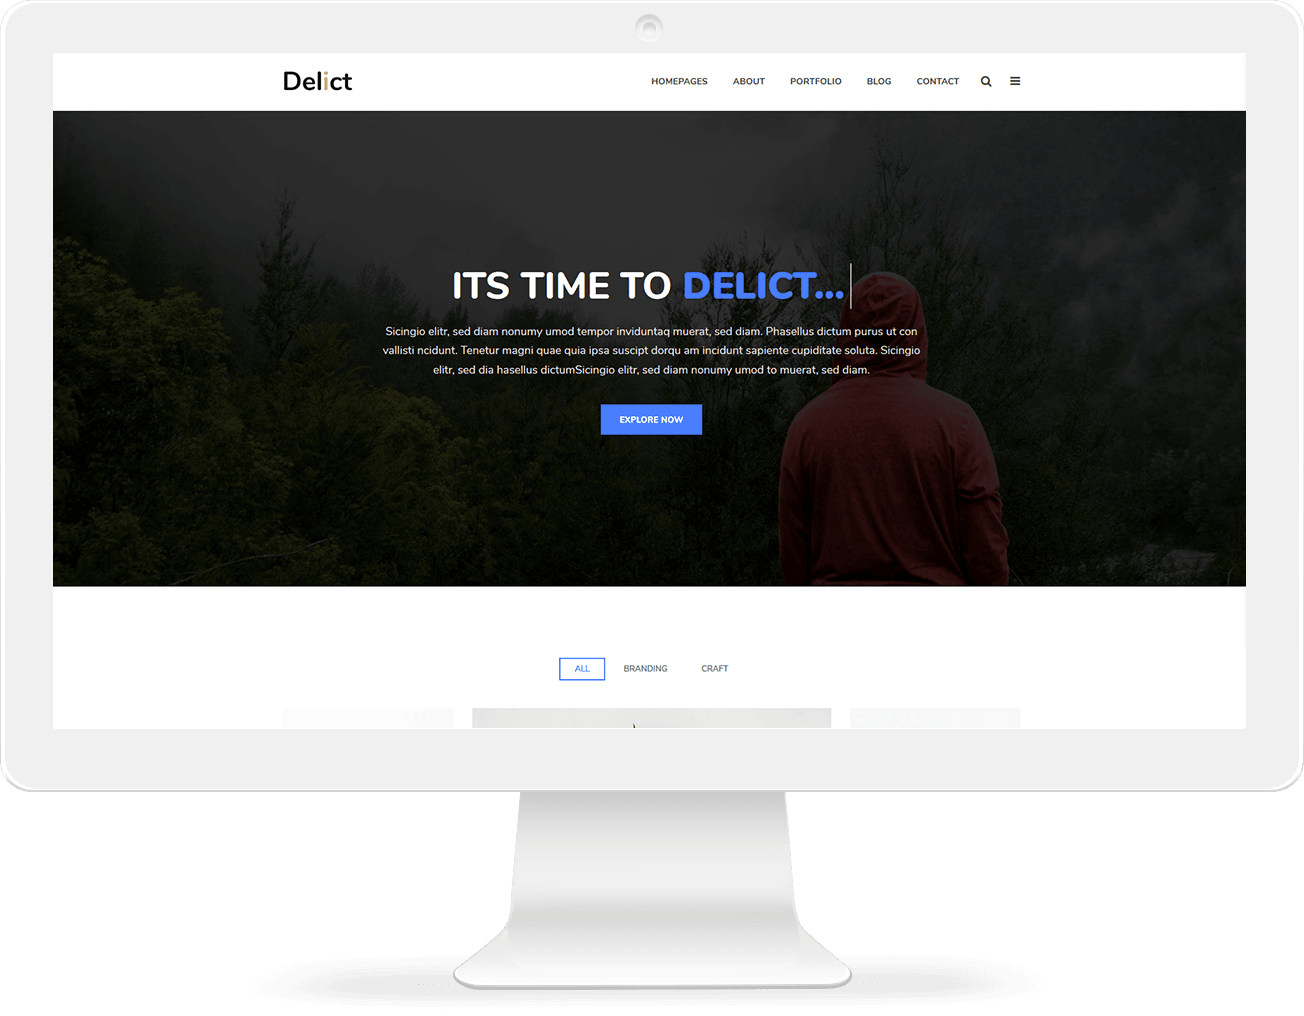 Delict
HOMEPAGES ABOUT PORTFOLIO BLOG CONTACT
ITS TIME TO DELICT...
Sicingio elitr, sed diam nonumy umod tempor inviduntaq muerat, sed diam. Phasellus dictum purus ut con
vallisti ncidunt. Tenetur magni quae quia ipsa suscipt dorqu am incidunt sapiente cupiditate soluta. Sicingio
elitr, sed dia hasellus dictumSicingio elitr, sed diam nonumy umod to muerat, sed diam.
EXPLORE NOW
ALL BRANDING CRAFT